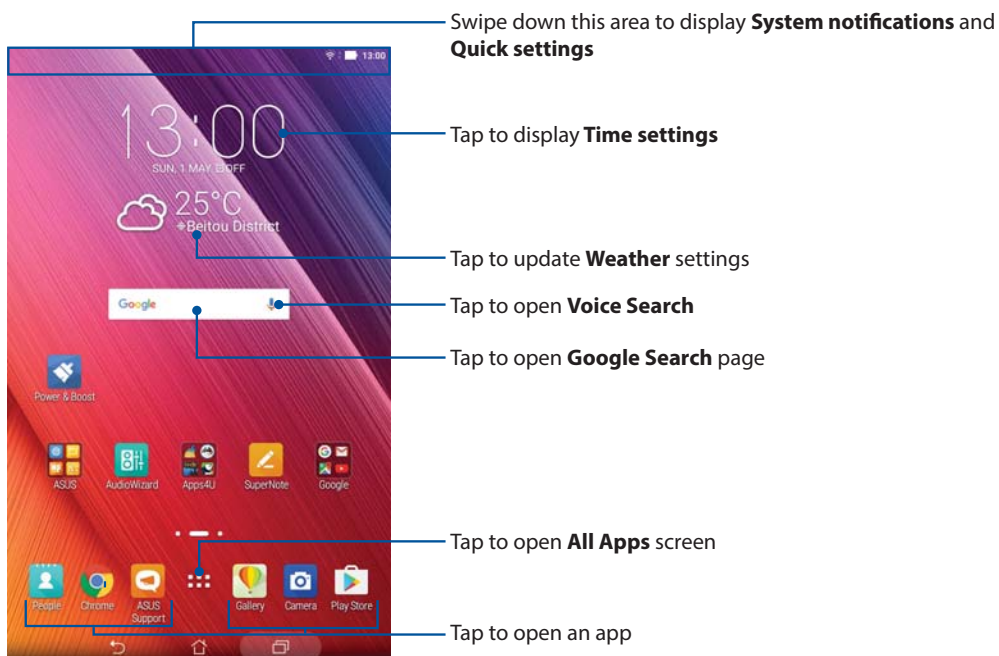 Swipe down this area to display System notifications and
Quick settings
13:00
13:00
Tap to display Time settings
SUN, 1 MAY
OFF
25°C
Beitou District
Tap to update Weather settings
Google
Tap to open Voice Search
Tap to open Google Search page
Power & Boost
ASUS
AudioWizard
Apps4U
SuperNote
Google
Tap to open All Apps screen
People
Chrome
ASUS
Support
Gallery
Camera
Play Store
Tap to open an app